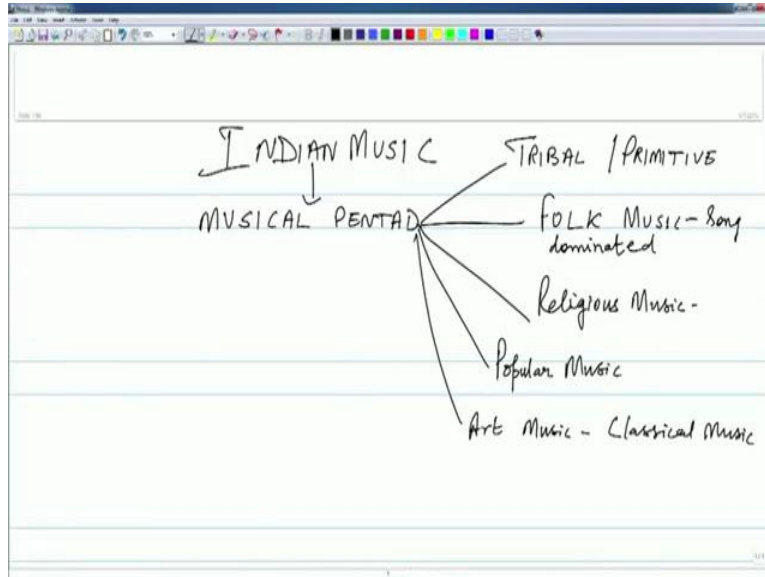 INDIAN MUSIC
MUSICAL PENTAD
TRIBAL / PRIMITIVE
FOLK MUSIC - Song
dominated
Religious Music -
Popular Music
Art Music - Classical Music